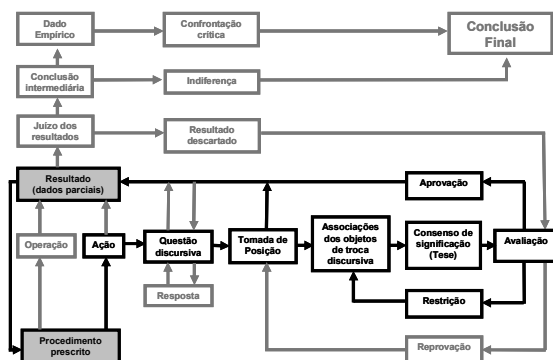 Dado
Empírico
Confrontação
crítica
Conclusão
Final
Conclusão
intermediária
Indiferença
Juízo dos
resultados
Resultado
descartado
Resultado
(dados parciais)
Aprovação
Operação
Ação
Questão
discursiva
Tomada de
Posição
Associações
dos objetos
de troca
discursiva
Consenso de
significação
(Tese)
Avaliação
Resposta
Restrição
Procedimento
prescrito
Reprovação